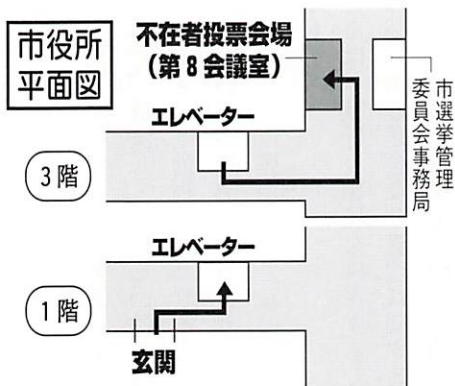 市役所
平面図
不在者投票会場
（第8会議室）
エレベーター
市選挙管理
委員会事務局
3階
エレベーター
1階
玄関